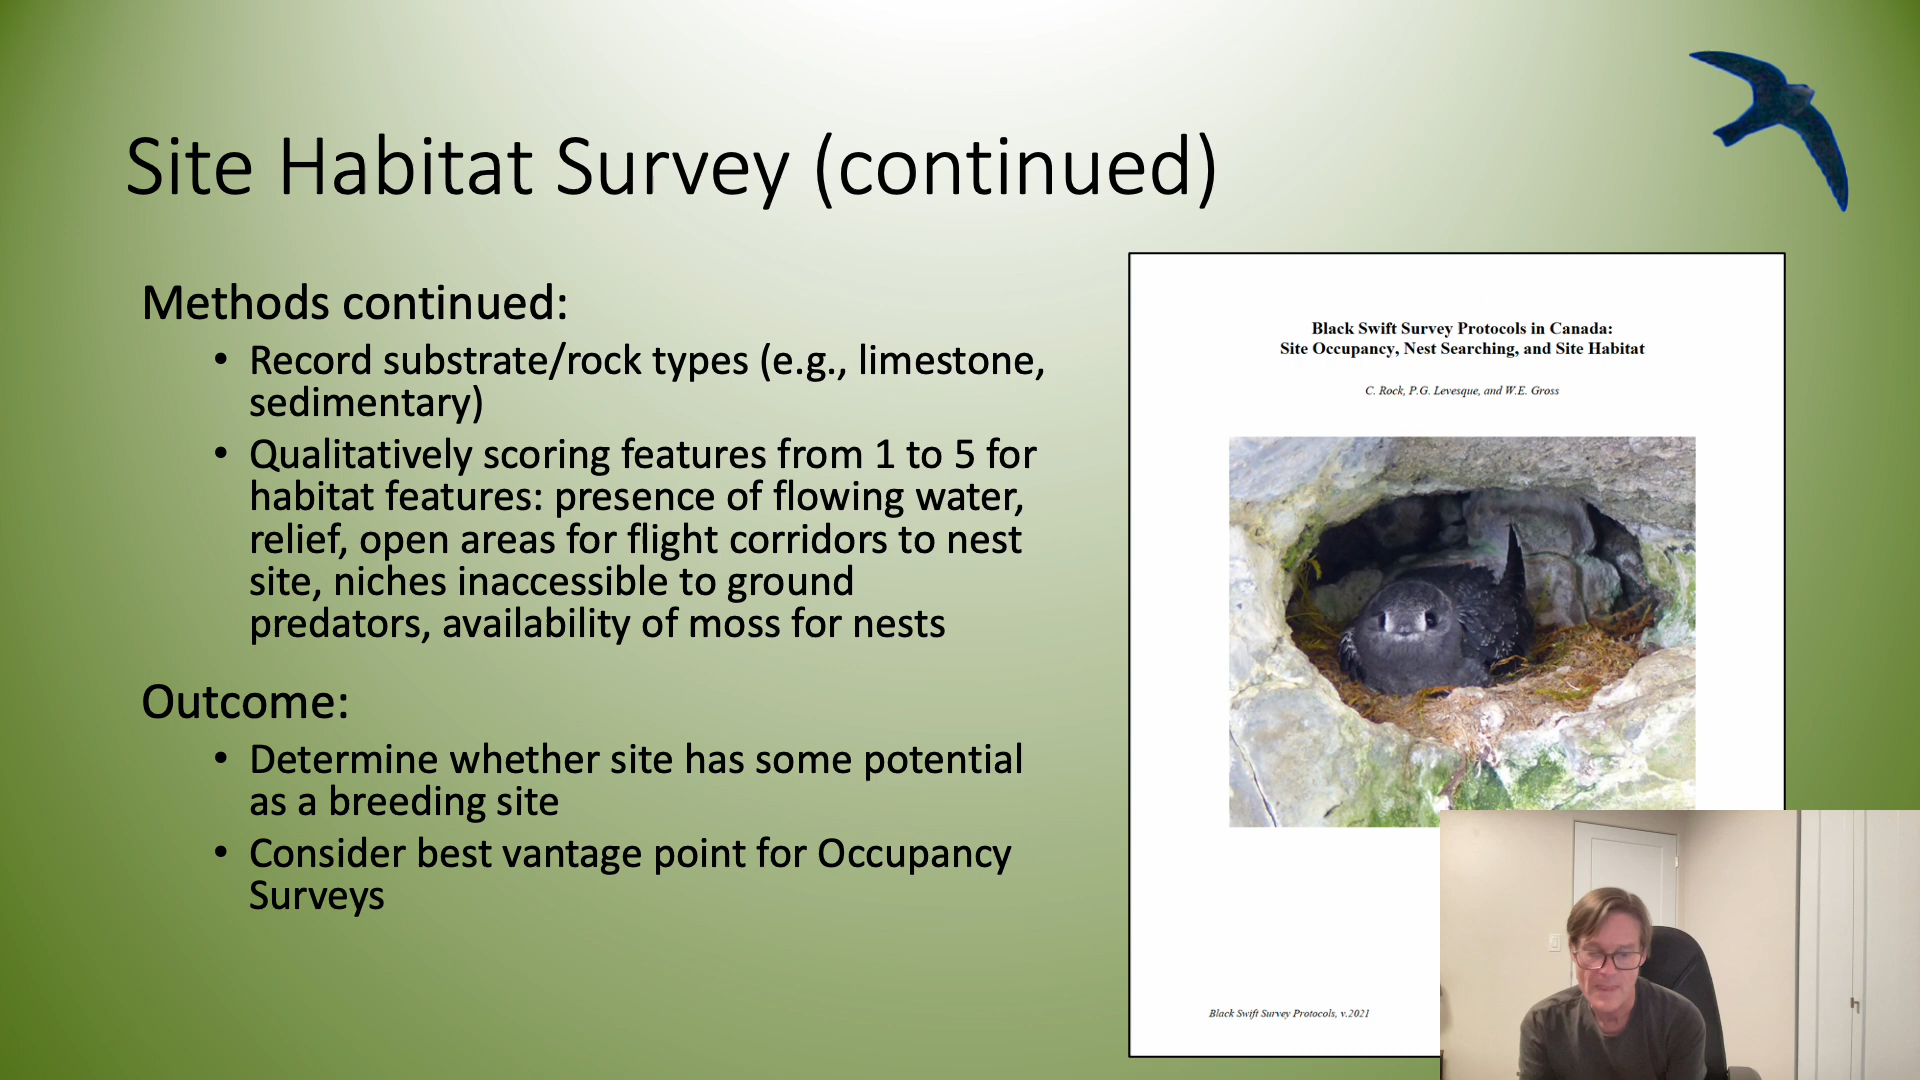 Site Habitat Survey (continued)
Methods continued:
• Record substrate/rock types (e.g., limestone,
sedimentary)
• Qualitatively scoring features from 1 to 5 for
habitat features: presence of flowing water,
relief, open areas for flight corridors to nest
site, niches inaccessible to ground
predators, availability of moss for nests
Outcome:
• Determine whether site has some potential
as a breeding site
• Consider best vantage point for Occupancy
Surveys
Black Swift Survey Protocols in Canada:
Site Occupancy, Nest Searching, and Site Habitat
C. Rock, P.G. Levesque, and W.E. Gross
Black Swift Survey Protocols, v.2021